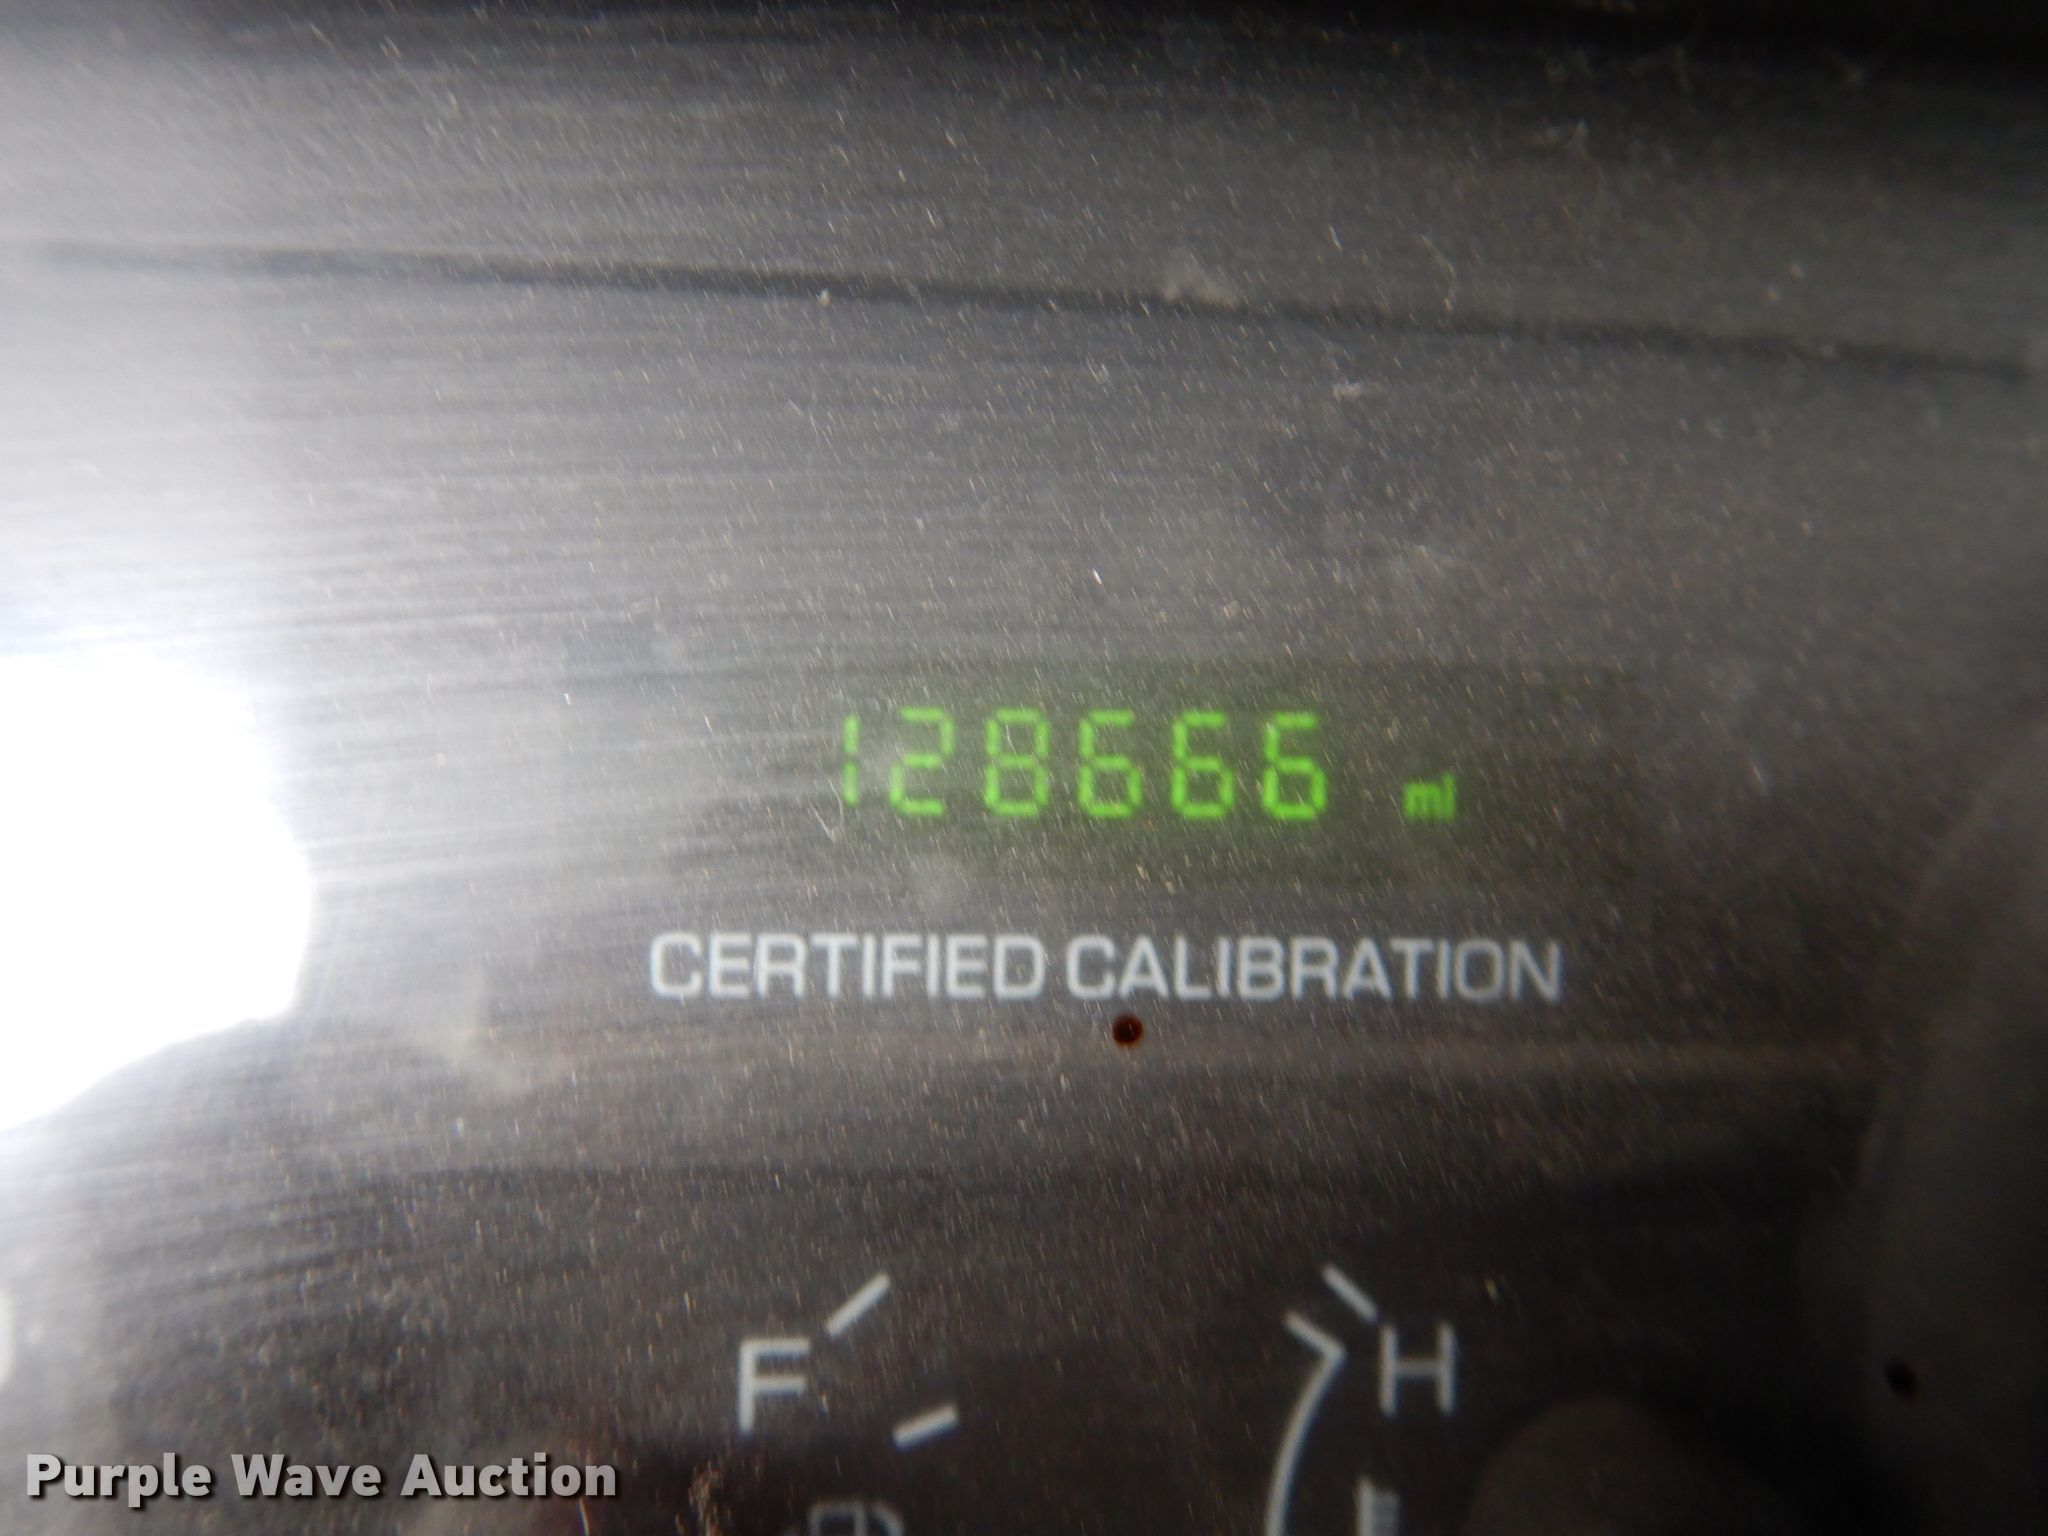 128666 mi
CERTIFIED CALIBRATION
F H
Purple Wave Auction